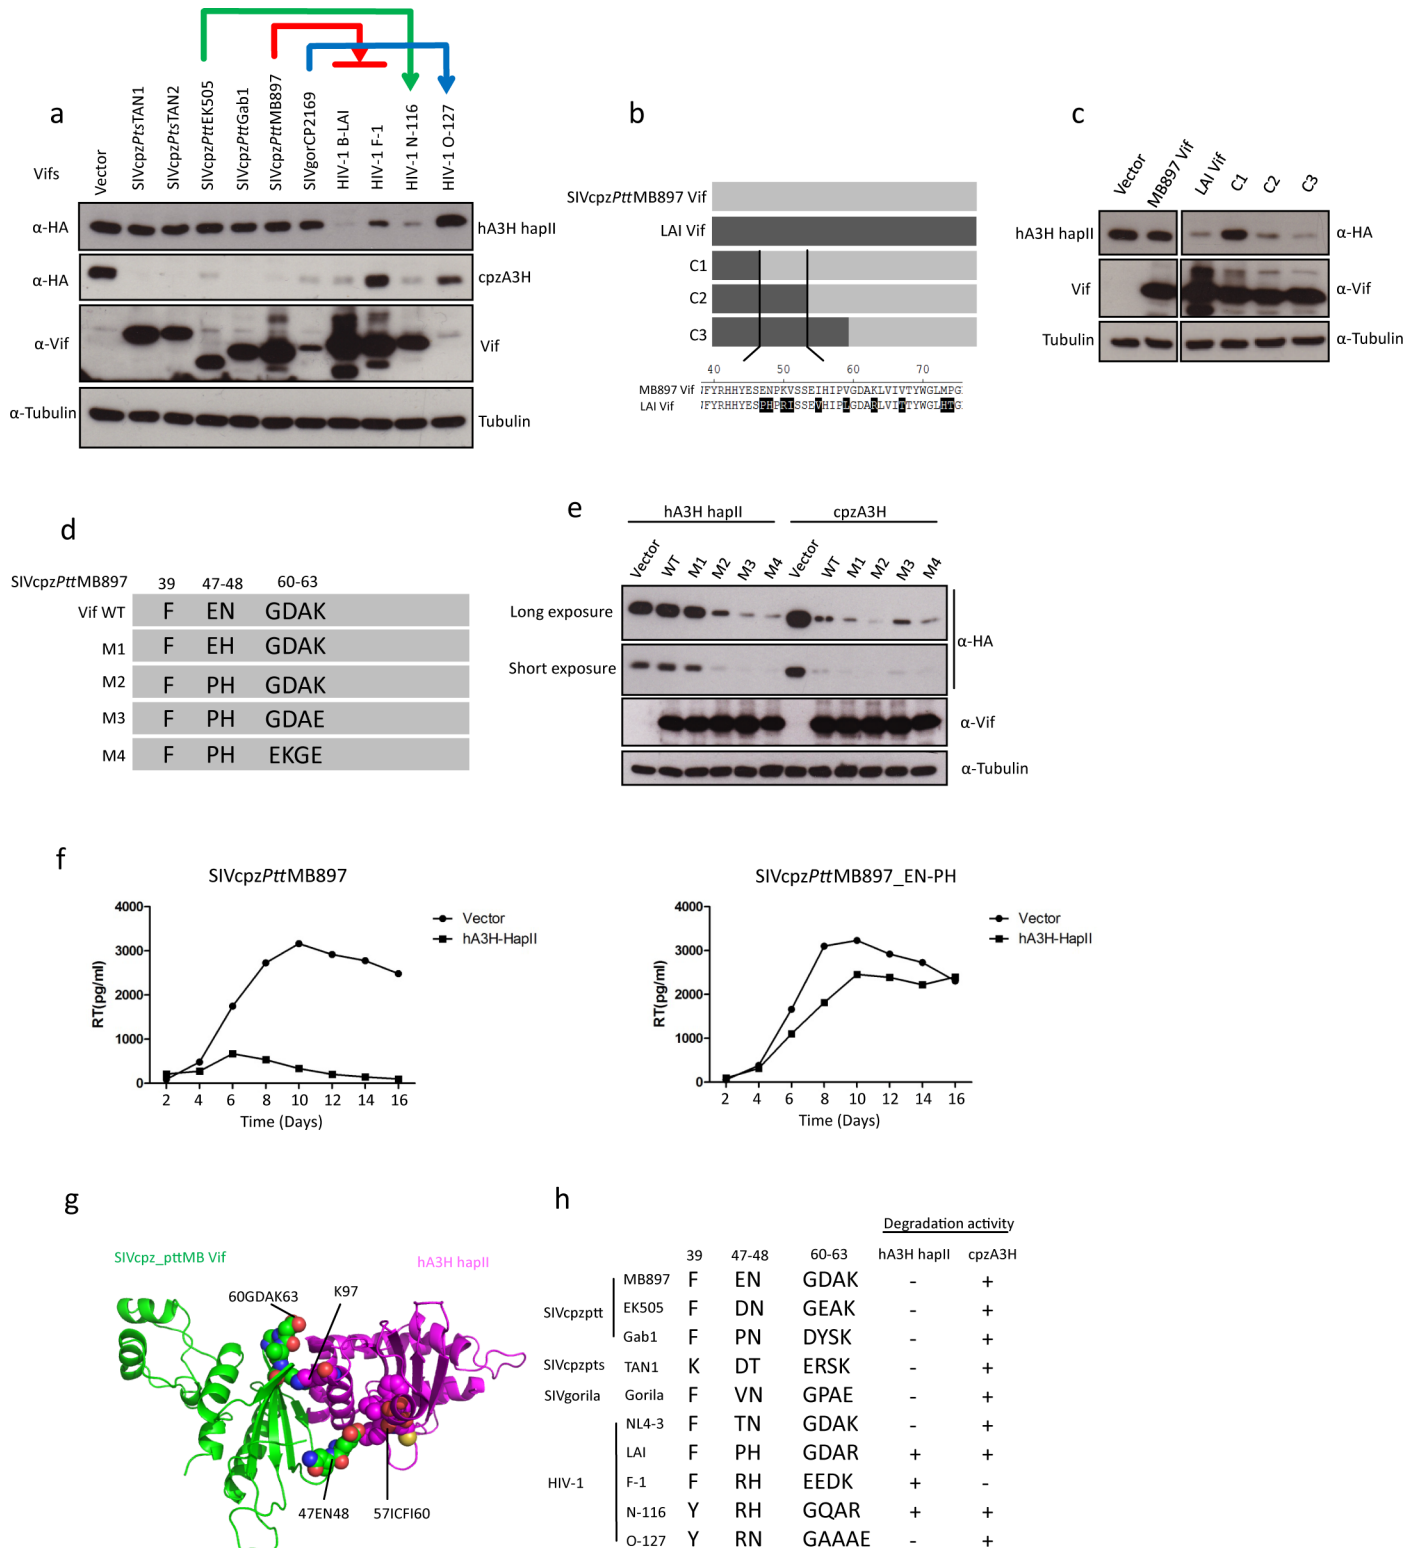 a
Vifs
Vector
SIVcpzPtsTAN1
SIVcpzPtsTAN2
SIVcpzPttEK505
SIVcpzPttGab1
SIVcpzPttMB897
SIVgorCP2169
HIV-1 B-LAI
HIV-1 F-1
HIV-1 N-116
HIV-1 O-127
α-HA
hA3H hapII
α-HA
cpzA3H
α-Vif
Vif
α-Tubulin
Tubulin
b
SIVcpzPttMB897 Vif
LAI Vif
C1
C2
C3
40 50 60 70
MB897 Vif
FYRHHYESENPKVSSEIHIPVGDAKLVIVTYWGLMPG
LAI Vif
FYRHHYESPHPRISSEVHIPLGDARLVITTYWGLHTG
c
Vector
MB897 Vif
LAI Vif
C1
C2
C3
hA3H hapII
α-HA
Vif
α-Vif
Tubulin
α-Tubulin
d
SIVcpzPttMB897 39 47-48 60-63
Vif WT F EN GDAK
M1 F EH GDAK
M2 F PH GDAK
M3 F PH GDAE
M4 F PH EKGE
e
hA3H hapII cpzA3H
Vector WT M1 M2 M3 M4 Vector WT M1 M2 M3 M4
Long exposure
α-HA
Short exposure
α-Vif
α-Tubulin
f
SIVcpzPttMB897
RT(pg/ml)
4000
3000
2000
1000
0
2 4 6 8 10 12 14 16
Time (Days)
Vector
hA3H-HapII
SIVcpzPttMB897_EN-PH
RT(pg/ml)
4000
3000
2000
1000
0
2 4 6 8 10 12 14 16
Time (Days)
Vector
hA3H-HapII
g
SIVcpz_pttMB Vif
hA3H hapII
60GDAK63
K97
47EN48
57ICFI60
h
Degradation activity
39 47-48 60-63 hA3H hapII cpzA3H
SIVcpzptt
MB897 F EN GDAK - +
EK505 F DN GEAK - +
Gab1 F PN DYSK - +
SIVcpzpts TAN1 K DT ERSK - +
SIVgorila Gorila F VN GPAE - +
HIV-1
NL4-3 F TN GDAK - +
LAI F PH GDAR + +
F-1 F RH EEDK + -
N-116 Y RH GQAR + +
O-127 Y RN GAAAE - +